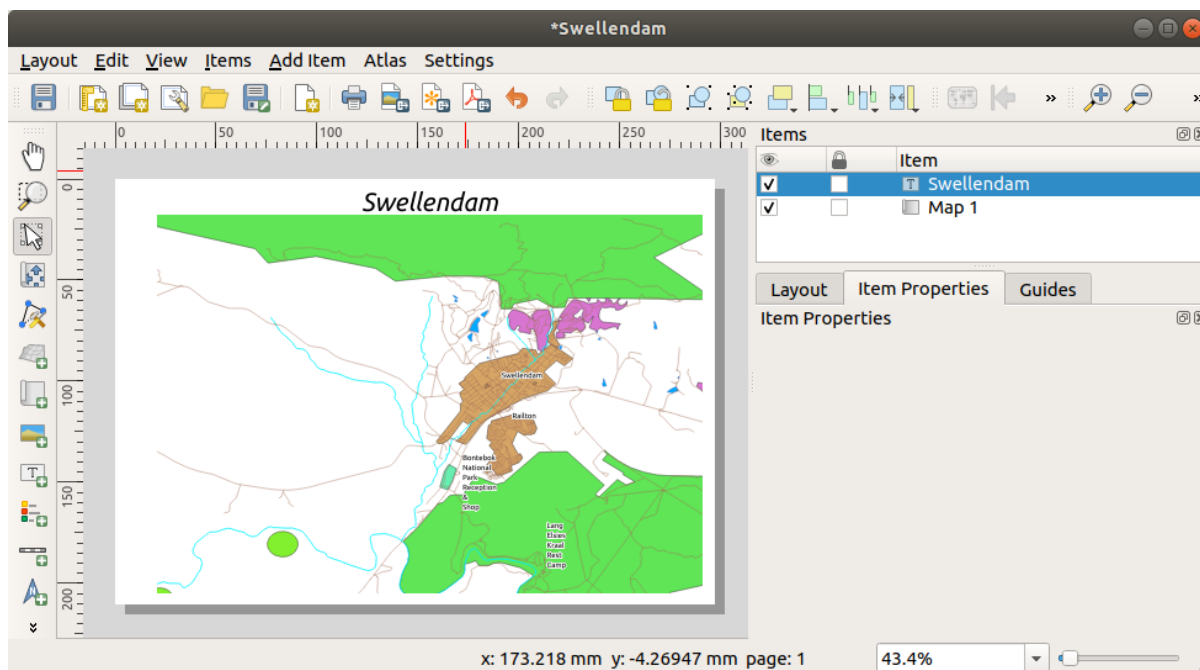 *Swellendam
Layout Edit View Items Add Item Atlas Settings
»
»
0 50 100 150 200 250 300
Items
Item
Swellendam
Map 1
Layout Item Properties Guides
Item Properties
0
50
100
150
200
Swellendam
Swellendam
Railton
Bontebok
National
Park
Reception
&
Shop
Lang
Elsies
Kraal
Rest
Camp
x: 173.218 mm y: -4.26947 mm page: 1 43.4%